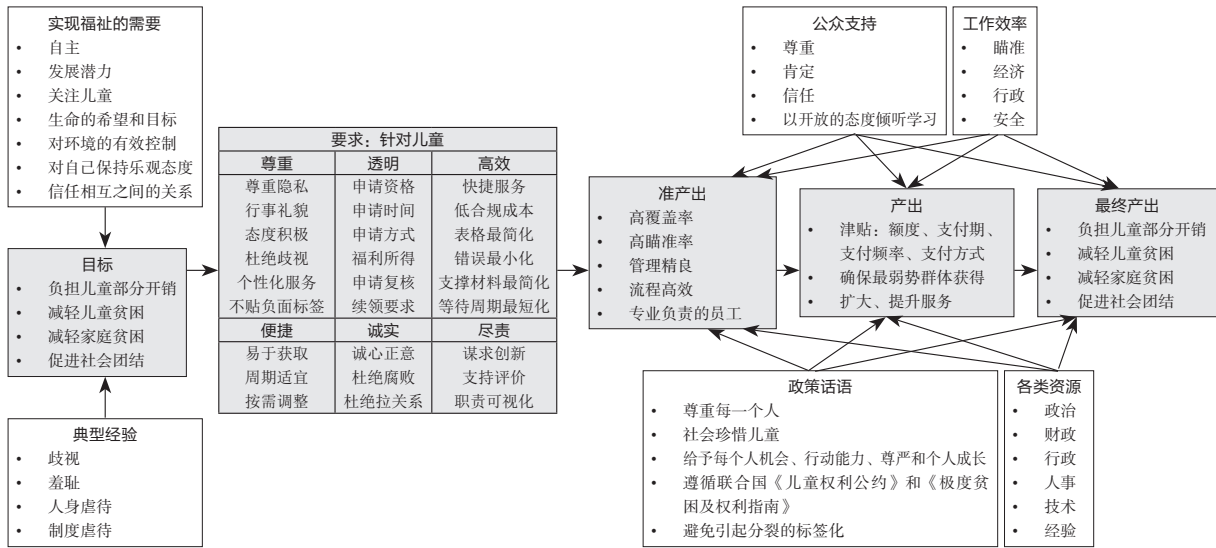 实现福祉的需要
• 自主
• 发展潜力
• 关注儿童
• 生命的希望和目标
• 对环境的有效控制
• 对自己保持乐观态度
• 信任相互之间的关系
目标
• 负担儿童部分开销
• 减轻儿童贫困
• 减轻家庭贫困
• 促进社会团结
典型经验
• 歧视
• 羞耻
• 人身虐待
• 制度虐待
要求：针对儿童
尊重 透明 高效
尊重隐私 申请资格 快捷服务
行事礼貌 申请时间 低合规成本
态度积极 申请方式 表格最简化
杜绝歧视 福利所得 错误最小化
个性化服务 申请复核 支撑材料最简化
不贴负面标签 续领要求 等待周期最短化
便捷 诚实 尽责
易于获取 诚心正意 谋求创新
周期适宜 杜绝腐败 支持评价
按需调整 杜绝拉关系 职责可视化
公众支持
• 尊重
• 肯定
• 信任
• 以开放的态度倾听学习
工作效率
• 瞄准
• 经济
• 行政
• 安全
准产出
• 高覆盖率
• 高瞄准率
• 管理精良
• 流程高效
• 专业负责的员工
产出
• 津贴：额度、支付期、
支付频率、支付方式
• 确保最弱势群体获得
• 扩大、提升服务
最终产出
• 负担儿童部分开销
• 减轻儿童贫困
• 减轻家庭贫困
• 促进社会团结
政策话语
• 尊重每一个人
• 社会珍惜儿童
• 给予每个人机会、行动能力、尊严和个人成长
• 遵循联合国《儿童权利公约》和《极度贫
困及权利指南》
• 避免引起分裂的标签化
各类资源
• 政治
• 财政
• 行政
• 人事
• 技术
• 经验